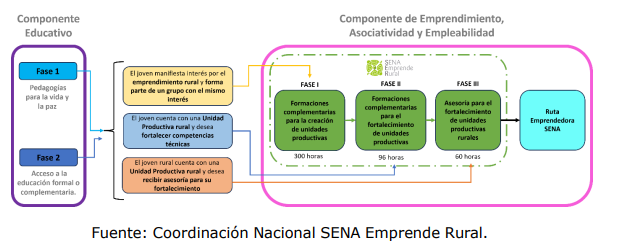 Componente
Educativo
Componente de Emprendimiento,
Asociatividad y Empleabilidad
Fase 1
Pedagogías
para la vida y
la paz
Fase 2
Acceso a la
educación formal o
complementaria.
El joven manifiesta interés por el
emprendimiento rural y forma
parte de un grupo con el mismo
interés
El joven cuenta con una Unidad
Productiva rural y desea
fortalecer competencias
técnicas
El joven rural cuenta con una
Unidad Productiva rural y desea
recibir asesoría para su
fortalecimiento
SENA
Emprende
Rural
FASE I
Formaciones
complementarias
para la creación
de unidades
productivas
300 horas
FASE II
Formaciones
complementarias
para el
fortalecimiento
de unidades
productivas
96 horas
FASE III
Asesoría para el
fortalecimiento
de unidades
productivas
rurales
60 horas
Ruta
Emprendedora
SENA
Fuente: Coordinación Nacional SENA Emprende Rural.